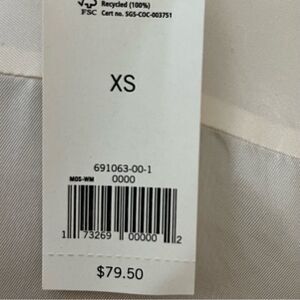 Recycled (100%)
FSC Cert no. SGS-COC-003751
XS
691063-00-1
MOS-WM 0000
1 73269 00000 2
$79.50